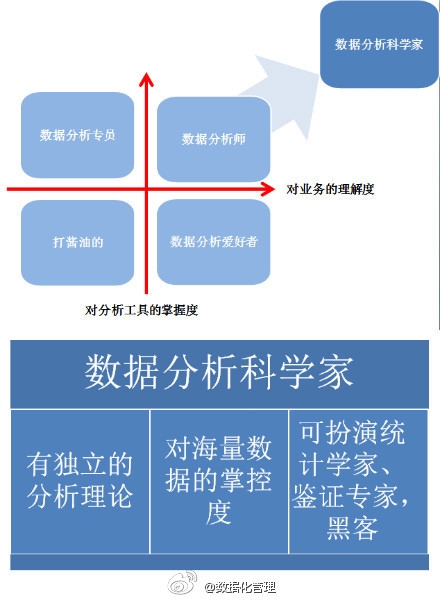 数据分析科学家
数据分析专员
数据分析师
对业务的理解度
打酱油的
数据分析爱好者
对分析工具的掌握度
数据分析科学家
有独立的
分析理论
对海量数
据的掌控
度
可扮演统
计学家、
鉴证专家，
黑客
@数据化管理